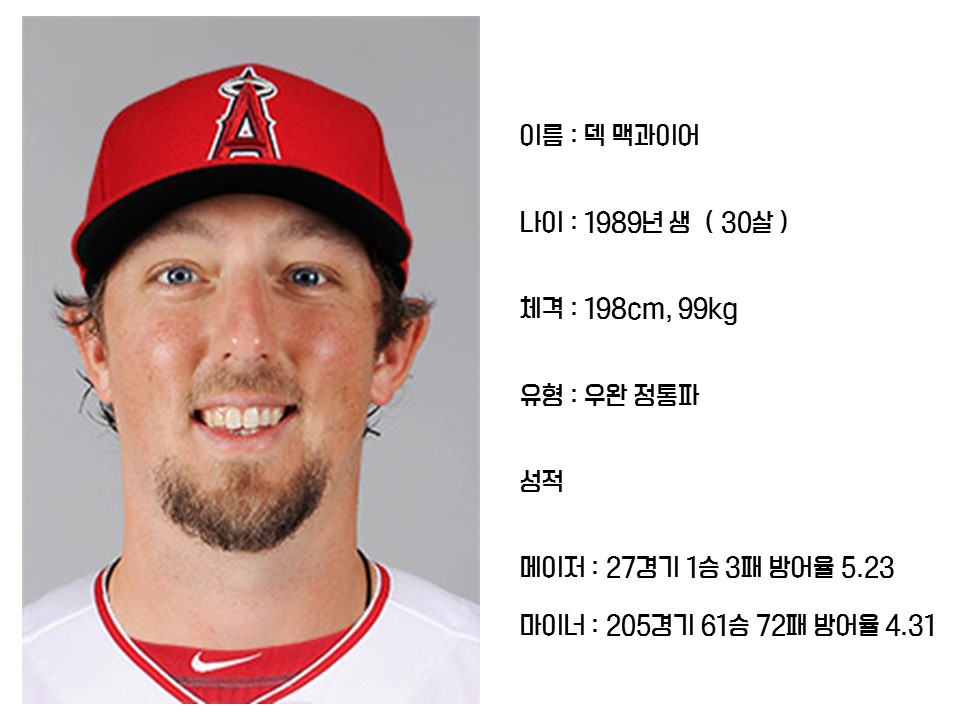 이름 : 덱 맥과이어
나이 : 1989년 생 ( 30살 )
체격 : 198cm, 99kg
유형 : 우완 정통파
성적
메이저 : 27경기 1승 3패 방어율 5.23
마이너 : 205경기 61승 72패 방어율 4.31
A